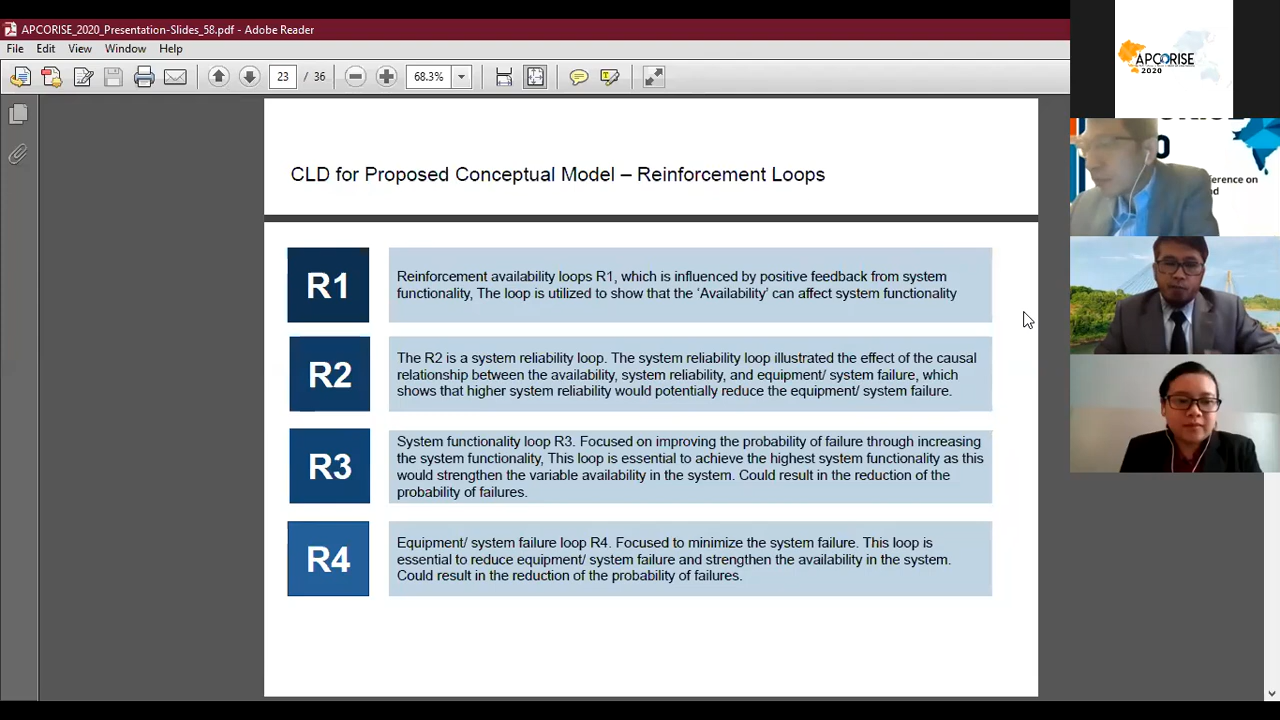 APCORISE_2020_Presentation-Slides_58.pdf - Adobe Reader
File Edit View Window Help
23 / 36 68.3%
CLD for Proposed Conceptual Model – Reinforcement Loops
R1
Reinforcement availability loops R1, which is influenced by positive feedback from system
functionality, The loop is utilized to show that the ‘Availability’ can affect system functionality
R2
The R2 is a system reliability loop. The system reliability loop illustrated the effect of the causal
relationship between the availability, system reliability, and equipment/ system failure, which
shows that higher system reliability would potentially reduce the equipment/ system failure.
R3
System functionality loop R3. Focused on improving the probability of failure through increasing
the system functionality, This loop is essential to achieve the highest system functionality as this
would strengthen the variable availability in the system. Could result in the reduction of the
probability of failures.
R4
Equipment/ system failure loop R4. Focused to minimize the system failure. This loop is
essential to reduce equipment/ system failure and strengthen the availability in the system.
Could result in the reduction of the probability of failures.
APCORISE
2020